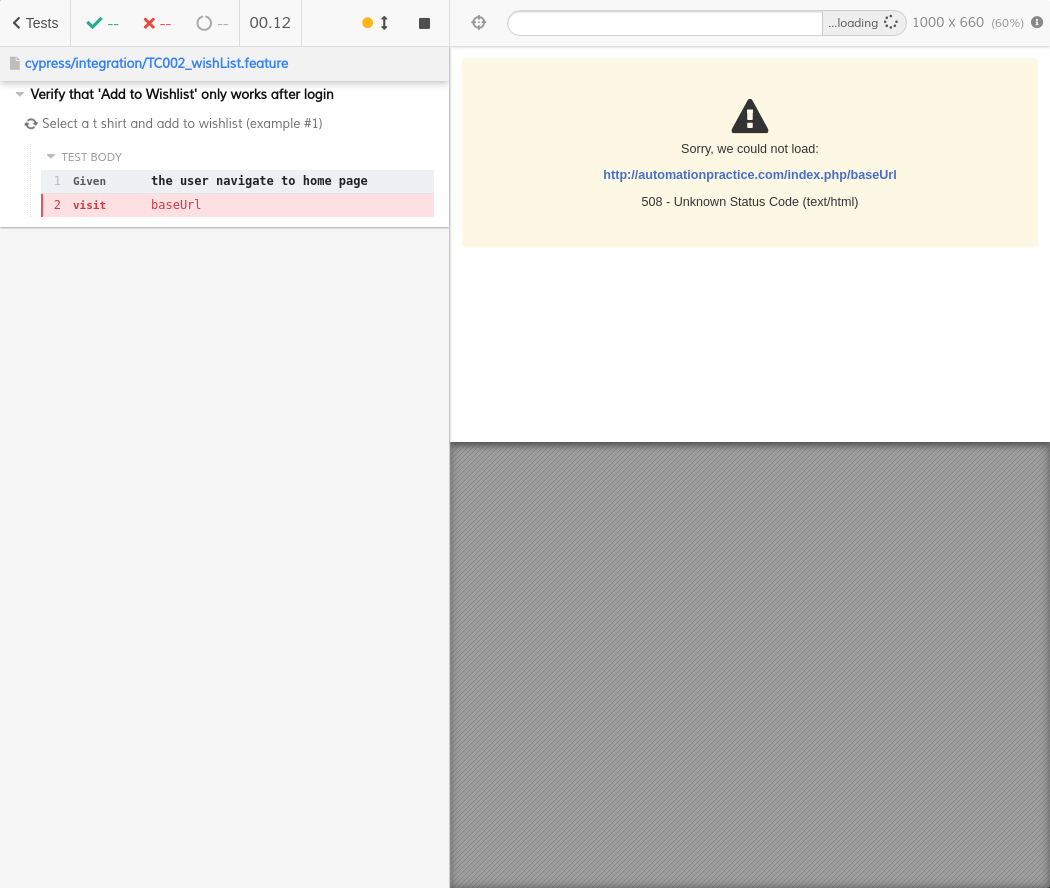 Tests -- -- -- 00.12
...loading 1000 x 660 (60%)
cypress/integration/TC002_wishList.feature
Verify that 'Add to Wishlist' only works after login
Select a t shirt and add to wishlist (example #1)
TEST BODY
1 Given the user navigate to home page
2 visit baseUrl
Sorry, we could not load:
http://automationpractice.com/index.php/baseUrl
508 - Unknown Status Code (text/html)